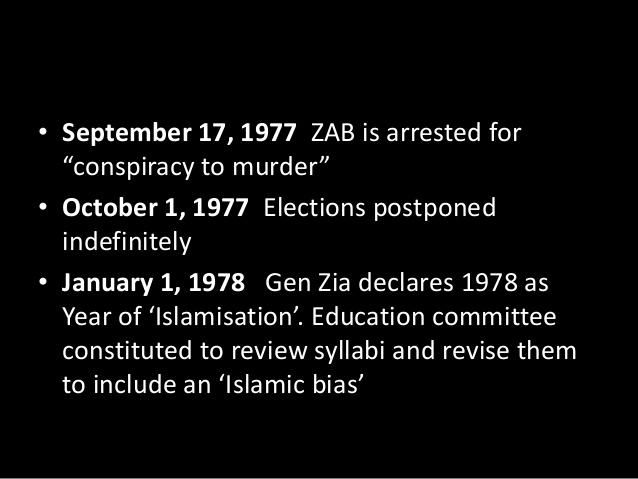 • September 17, 1977  ZAB is arrested for
“conspiracy to murder”
• October 1, 1977  Elections postponed
indefinitely
• January 1, 1978   Gen Zia declares 1978 as
Year of ‘Islamisation’. Education committee
constituted to review syllabi and revise them
to include an ‘Islamic bias’